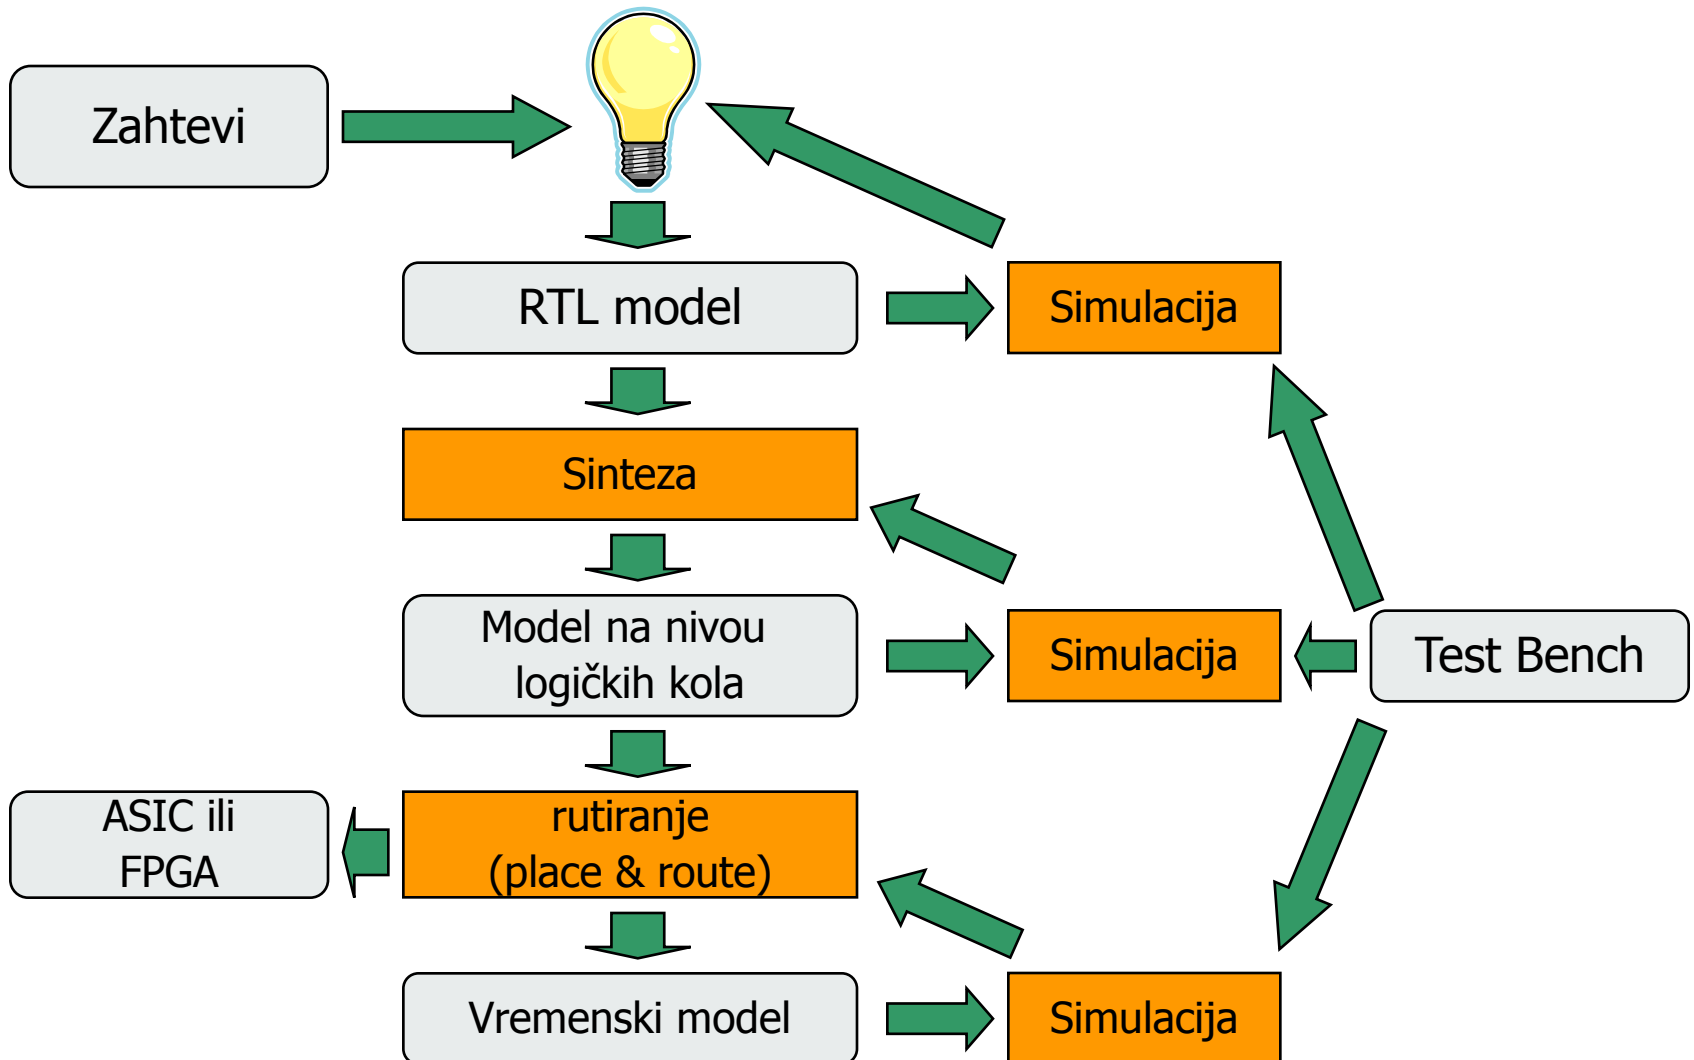 Zahtevi
RTL model
Simulacija
Sinteza
Model na nivou
logičkih kola
Simulacija
Test Bench
ASIC ili
FPGA
rutiranje
(place & route)
Vremenski model
Simulacija